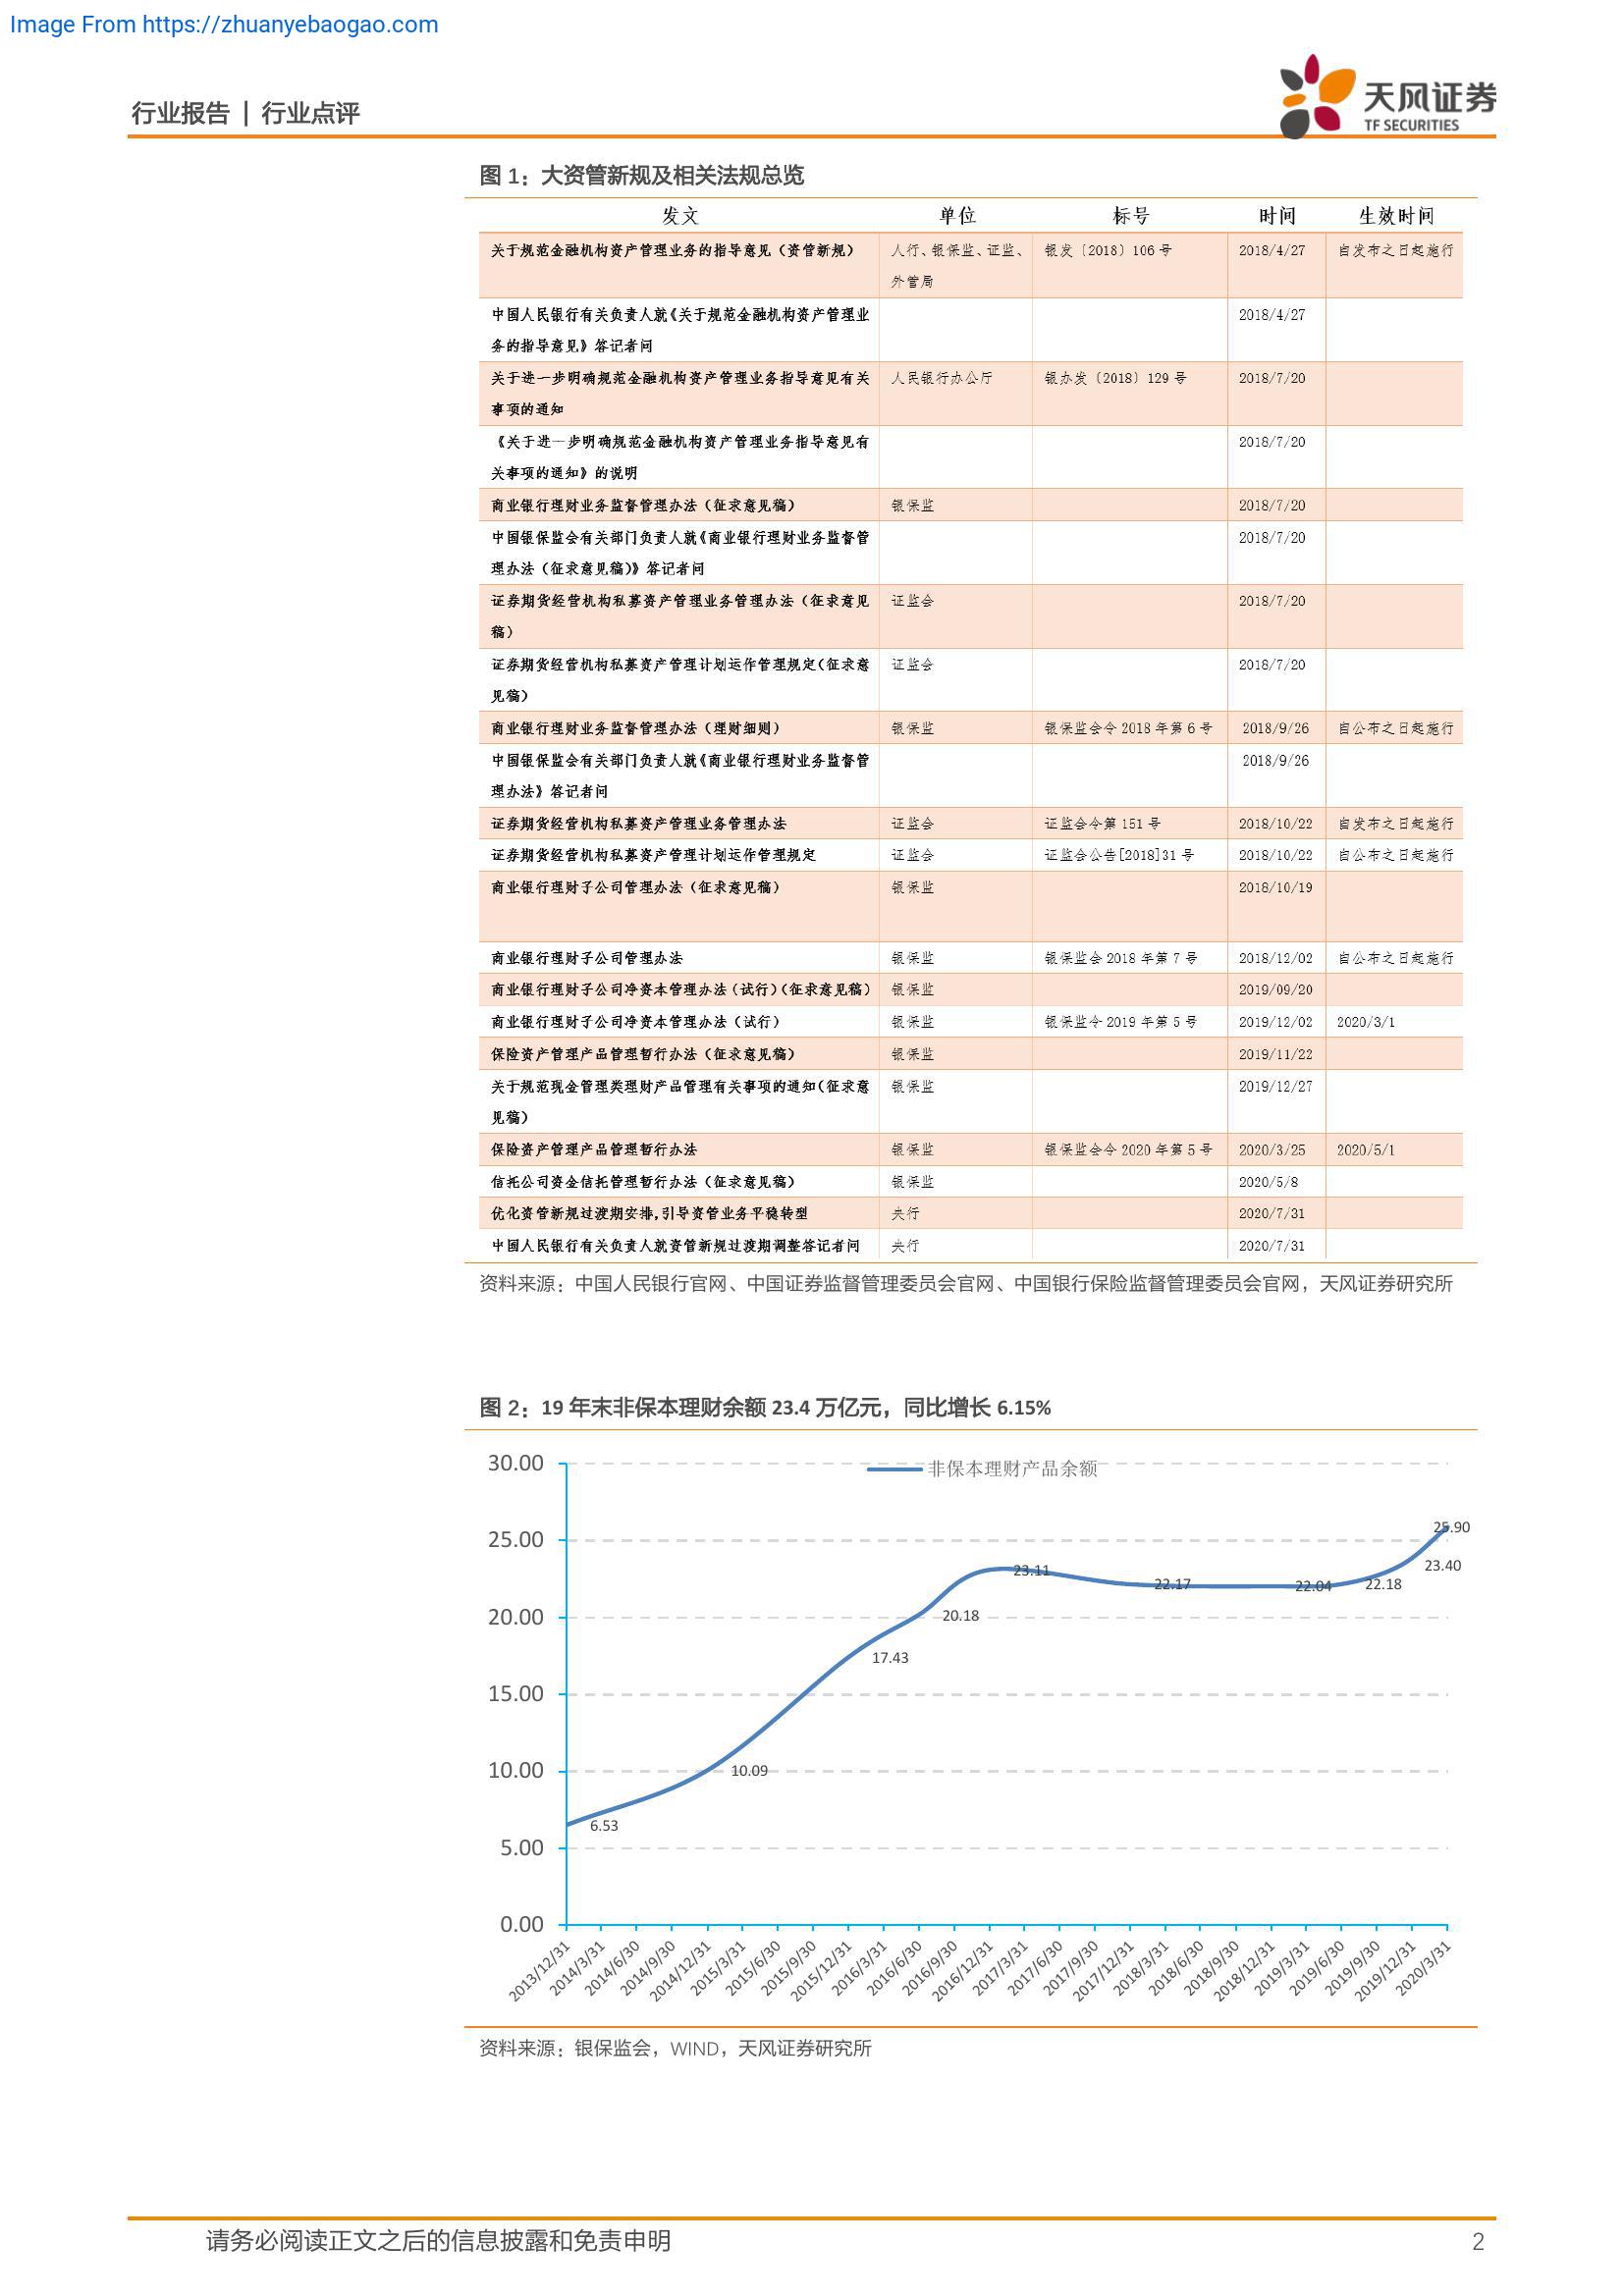 Image From https://zhuanyebaogao.com
行业报告 | 行业点评
天风证券
TF SECURITIES
图 1：大资管新规及相关法规总览
发文 单位 标号 时间 生效时间
关于规范金融机构资产管理业务的指导意见（资管新规） 人行、银保监、证监、 银发〔2018〕106 号 2018/4/27 自发布之日起施行
外管局
中国人民银行有关负责人就《关于规范金融机构资产管理业 2018/4/27
务的指导意见》答记者问
关于进一步明确规范金融机构资产管理业务指导意见有关 人民银行办公厅 银办发〔2018〕129 号 2018/7/20
事项的通知
《关于进一步明确规范金融机构资产管理业务指导意见有 2018/7/20
关事项的通知》的说明
商业银行理财业务监督管理办法（征求意见稿） 银保监 2018/7/20
中国银保监会有关部门负责人就《商业银行理财业务监督管 2018/7/20
理办法（征求意见稿）》答记者问
证券期货经营机构私募资产管理业务管理办法（征求意见 证监会 2018/7/20
稿）
证券期货经营机构私募资产管理计划运作管理规定（征求意 证监会 2018/7/20
见稿）
商业银行理财业务监督管理办法（理财细则） 银保监 银保监会令 2018 年第 6 号 2018/9/26 自公布之日起施行
中国银保监会有关部门负责人就《商业银行理财业务监督管 2018/9/26
理办法》答记者问
证券期货经营机构私募资产管理业务管理办法 证监会 证监会令第 151 号 2018/10/22 自发布之日起施行
证券期货经营机构私募资产管理计划运作管理规定 证监会 证监会公告[2018]31 号 2018/10/22 自公布之日起施行
商业银行理财子公司管理办法（征求意见稿） 银保监 2018/10/19
商业银行理财子公司管理办法 银保监 银保监会 2018 年第 7 号 2018/12/02 自公布之日起施行
商业银行理财子公司净资本管理办法（试行）（征求意见稿） 银保监 2019/09/20
商业银行理财子公司净资本管理办法（试行） 银保监 银保监令 2019 年第 5 号 2019/12/02 2020/3/1
保险资产管理产品管理暂行办法（征求意见稿） 银保监 2019/11/22
关于规范现金管理类理财产品管理有关事项的通知（征求意 银保监 2019/12/27
见稿）
保险资产管理产品管理暂行办法 银保监 银保监会令 2020 年第 5 号 2020/3/25 2020/5/1
信托公司资金信托管理暂行办法（征求意见稿） 银保监 2020/5/8
优化资管新规过渡期安排,引导资管业务平稳转型 央行 2020/7/31
中国人民银行有关负责人就资管新规过渡期调整答记者问 央行 2020/7/31
资料来源：中国人民银行官网、中国证券监督管理委员会官网、中国银行保险监督管理委员会官网，天风证券研究所
图 2：19 年末非保本理财余额 23.4 万亿元，同比增长 6.15%
非保本理财产品余额
30.00
25.00
20.00
15.00
10.00
5.00
0.00
6.53
10.09
17.43
20.18
23.11
22.17
22.04
22.18
23.40
25.90
2013/12/31
2014/3/31
2014/6/30
2014/9/30
2014/12/31
2015/3/31
2015/6/30
2015/9/30
2015/12/31
2016/3/31
2016/6/30
2016/9/30
2016/12/31
2017/3/31
2017/6/30
2017/9/30
2017/12/31
2018/3/31
2018/6/30
2018/9/30
2018/12/31
2019/3/31
2019/6/30
2019/9/30
2019/12/31
2020/3/31
资料来源：银保监会，WIND，天风证券研究所
请务必阅读正文之后的信息披露和免责申明 2